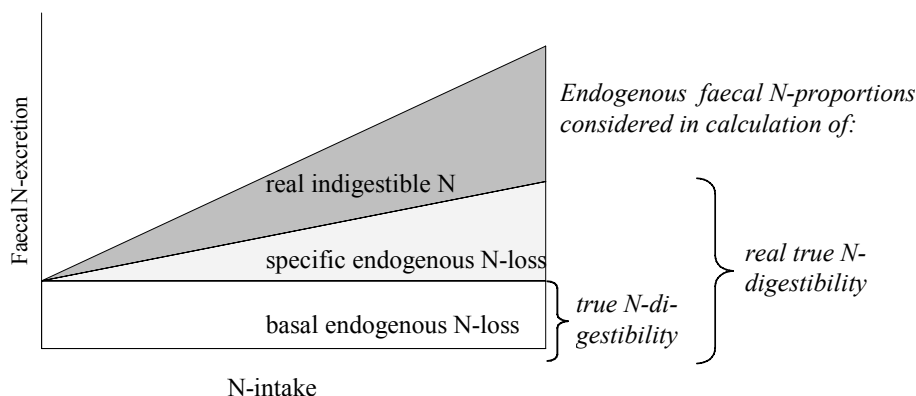 Faecal N-excretion
Endogenous faecal N-proportions
considered in calculation of:
real indigestible N
specific endogenous N-loss
basal endogenous N-loss
true N-di-
gestibility
real true N-
digestibility
N-intake